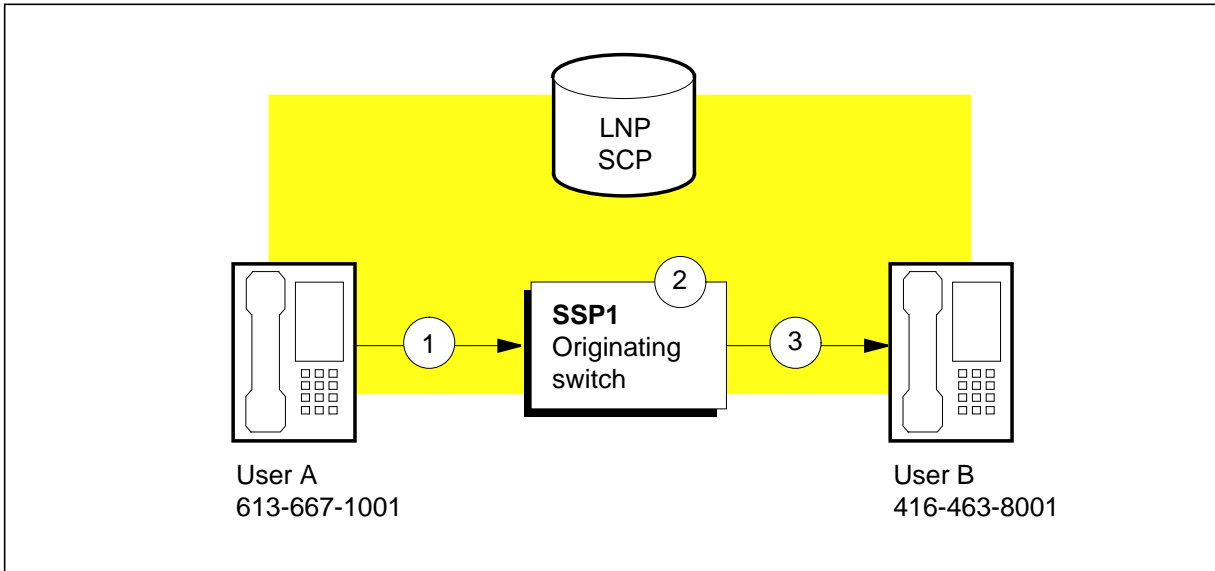 LNP
SCP
2
SSP1
Originating
switch
1
3
User A
613-667-1001
User B
416-463-8001